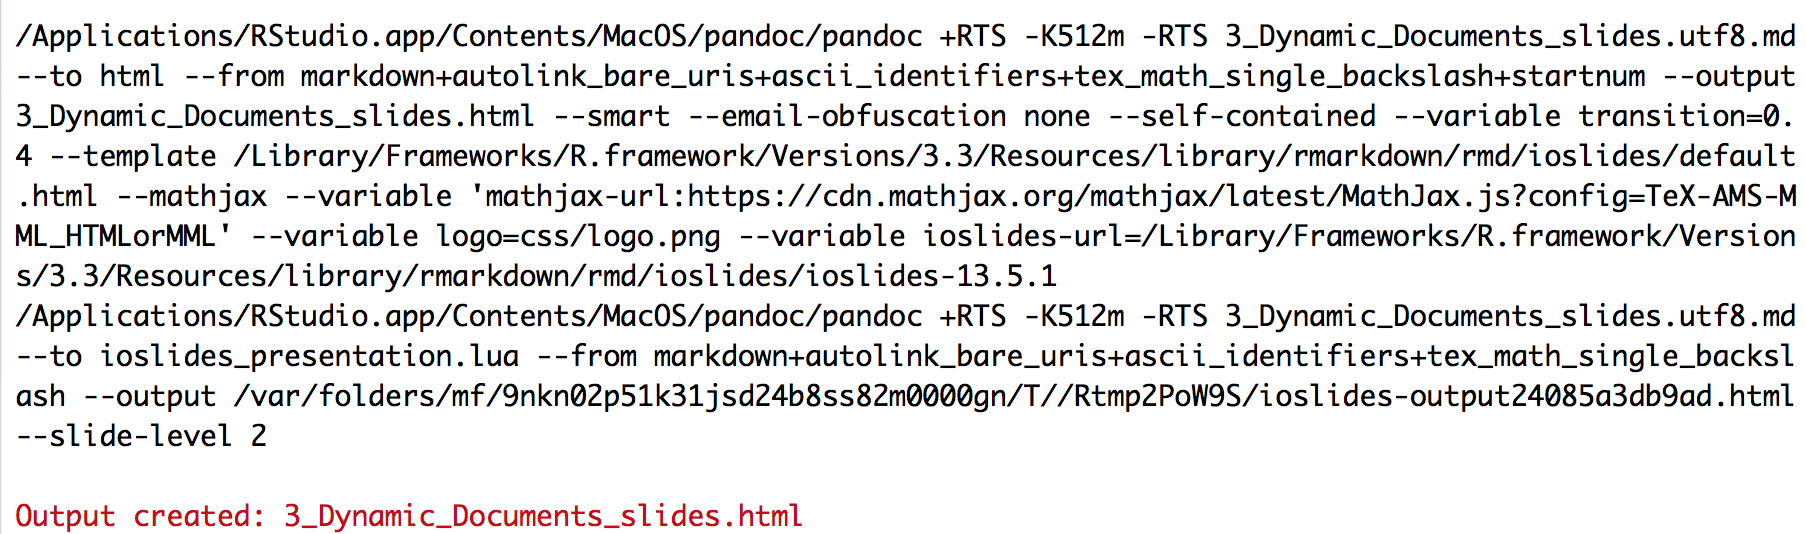 /Applications/RStudio.app/Contents/MacOS/pandoc/pandoc +RTS -K512m -RTS 3_Dynamic_Documents_slides.utf8.md
--to html --from markdown+autolink_bare_uris+ascii_identifiers+tex_math_single_backslash+startnum --output
3_Dynamic_Documents_slides.html --smart --email-obfuscation none --self-contained --variable transition=0.
4 --template /Library/Frameworks/R.framework/Versions/3.3/Resources/library/rmarkdown/rmd/ioslides/default
.html --mathjax --variable 'mathjax-url:https://cdn.mathjax.org/mathjax/latest/MathJax.js?config=TeX-AMS-M
ML_HTMLorMML' --variable logo=css/logo.png --variable ioslides-url=/Library/Frameworks/R.framework/Version
s/3.3/Resources/library/rmarkdown/rmd/ioslides/ioslides-13.5.1
/Applications/RStudio.app/Contents/MacOS/pandoc/pandoc +RTS -K512m -RTS 3_Dynamic_Documents_slides.utf8.md
--to ioslides_presentation.lua --from markdown+autolink_bare_uris+ascii_identifiers+tex_math_single_backsl
ash --output /var/folders/mf/9nkn02p51k31jsd24b8ss82m0000gn/T//Rtmp2PoW9S/ioslides-output24085a3db9ad.html
--slide-level 2
Output created: 3_Dynamic_Documents_slides.html